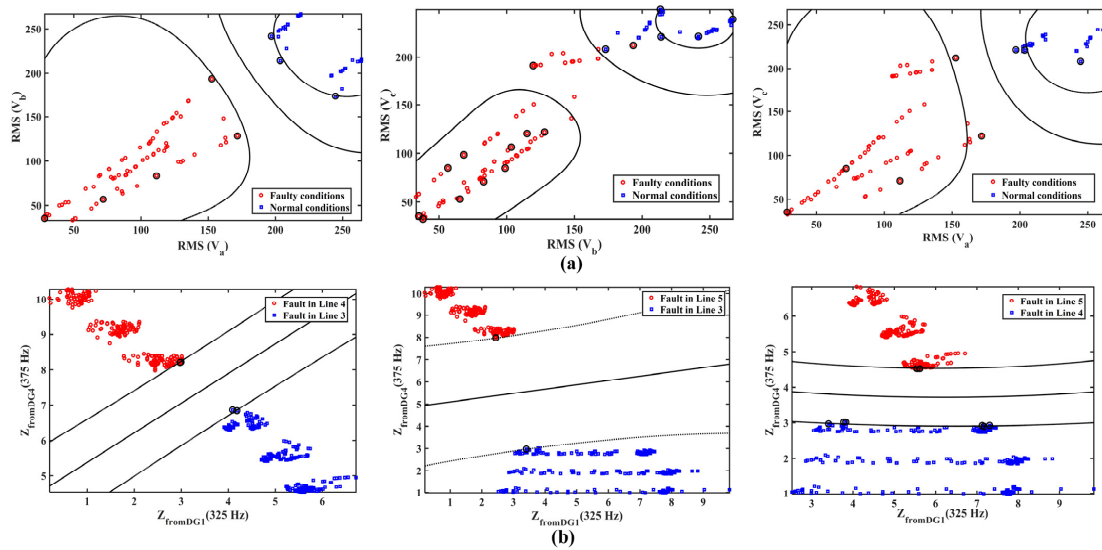 250
200
150
100
50
RMS (V_b)
50 100 150 200 250
RMS (V_a)
Faulty conditions
Normal conditions
250
200
150
100
50
RMS (V_c)
50 100 150 200 250
RMS (V_b)
Faulty conditions
Normal conditions
250
200
150
100
50
RMS (V_c)
50 100 150 200 250
RMS (V_a)
Faulty conditions
Normal conditions
(a)
10
9
8
7
6
5
Z_fromDG4 (375 Hz)
1 2 3 4 5 6
Z_fromDG1 (325 Hz)
Fault in Line 4
Fault in Line 3
10
9
8
7
6
5
4
3
2
1
Z_fromDG4 (375 Hz)
1 2 3 4 5 6 7 8 9
Z_fromDG1 (325 Hz)
Fault in Line 5
Fault in Line 3
6
5
4
3
2
1
Z_fromDG4 (375 Hz)
3 4 5 6 7 8 9
Z_fromDG1 (325 Hz)
Fault in Line 5
Fault in Line 4
(b)